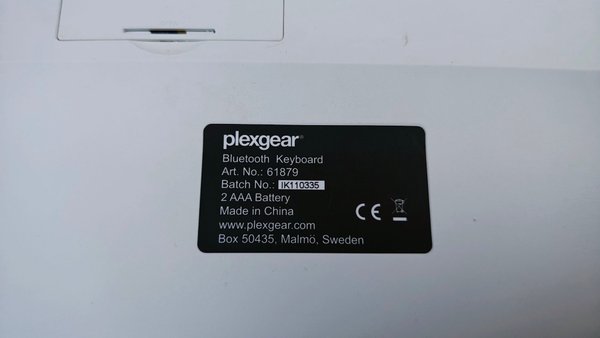 plexgear®
Bluetooth Keyboard
Art. No.: 61879
Batch No.: IK110335
2 AAA Battery
Made in China
www.plexgear.com
Box 50435, Malmö, Sweden
CE